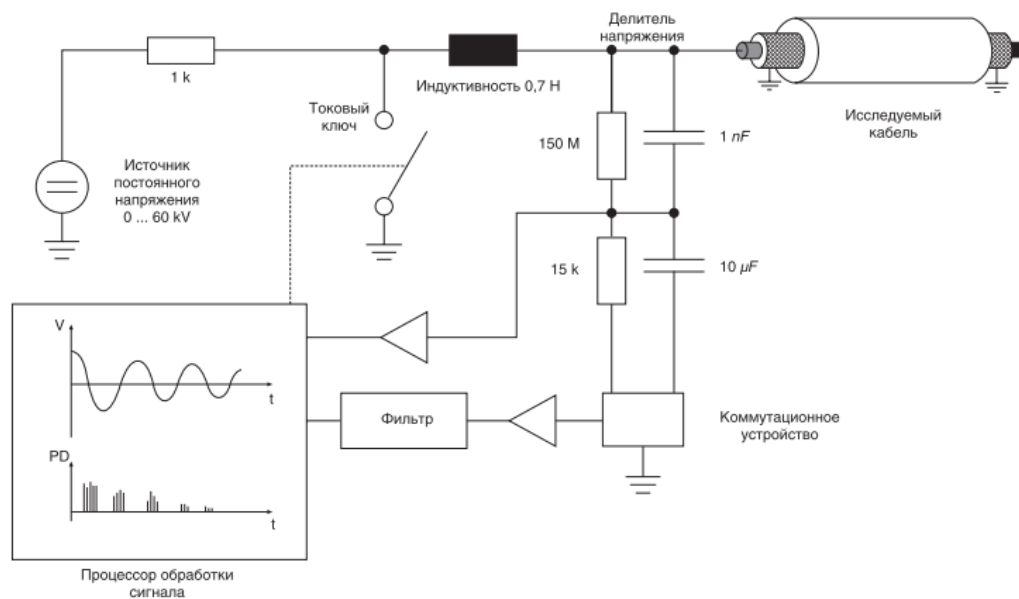 Делитель
напряжения
1 k
Индуктивность 0,7 H
Токовый
ключ
Исследуемый
кабель
150 M
1 nF
Источник
постоянного
напряжения
0 ... 60 kV
15 k
10 µF
V
t
Фильтр
Коммутационное
устройство
PD
t
Процессор обработки
сигнала